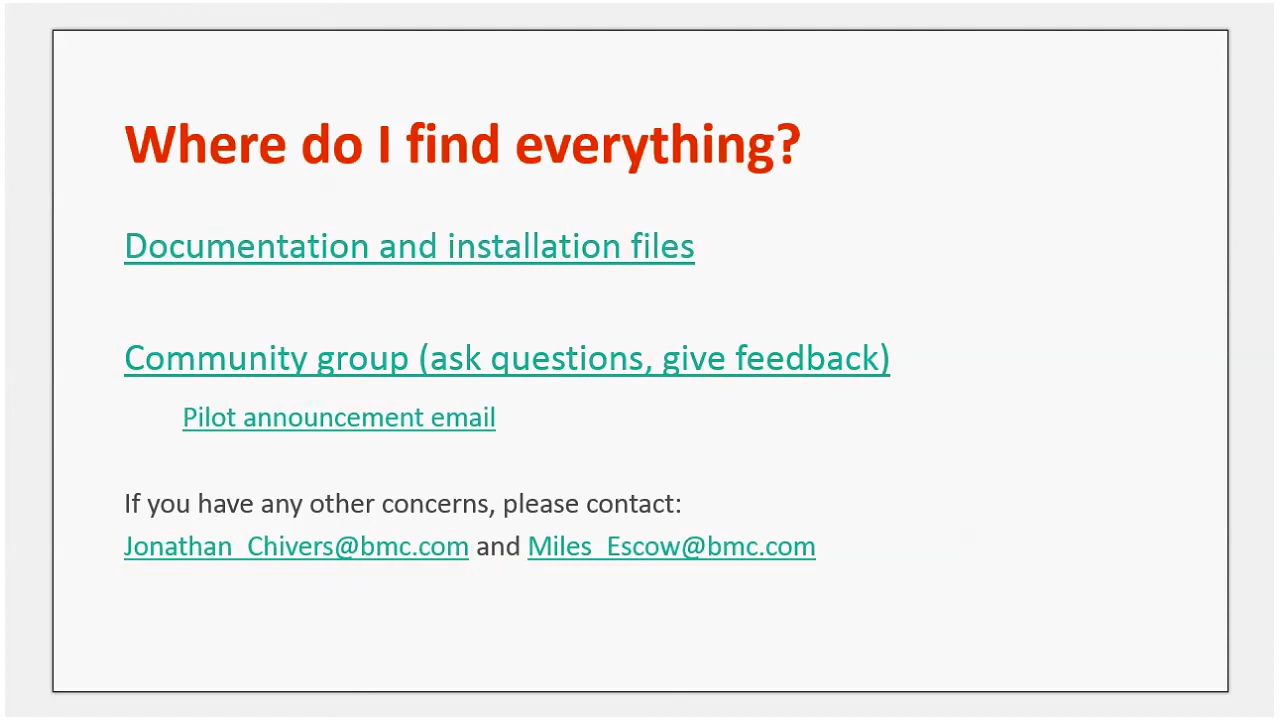 Where do I find everything?
Documentation and installation files
Community group (ask questions, give feedback)
Pilot announcement email
If you have any other concerns, please contact:
Jonathan_Chivers@bmc.com and Miles_Escow@bmc.com